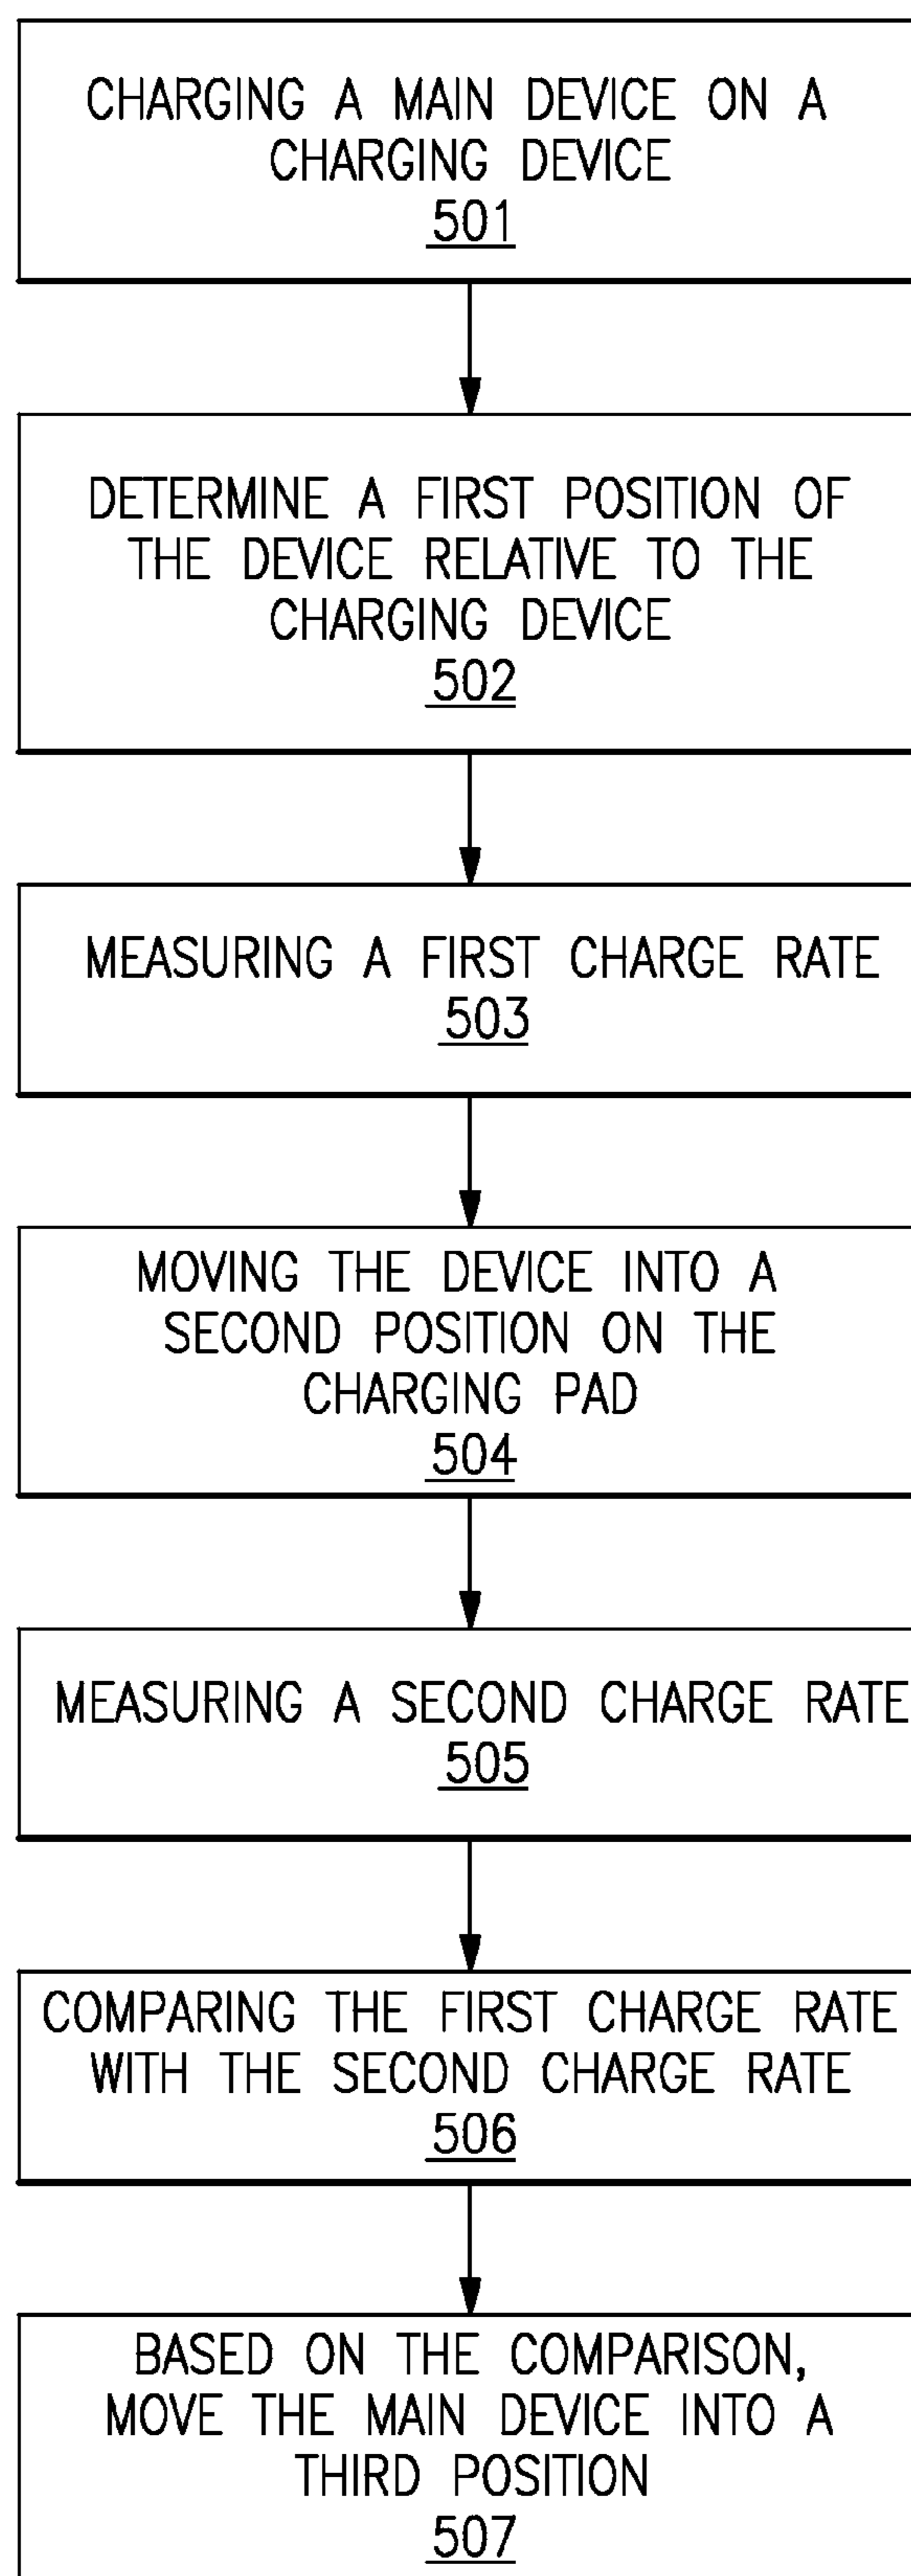 CHARGING A MAIN DEVICE ON A
CHARGING DEVICE
501
DETERMINE A FIRST POSITION OF
THE DEVICE RELATIVE TO THE
CHARGING DEVICE
502
MEASURING A FIRST CHARGE RATE
503
MOVING THE DEVICE INTO A
SECOND POSITION ON THE
CHARGING PAD
504
MEASURING A SECOND CHARGE RATE
505
COMPARING THE FIRST CHARGE RATE
WITH THE SECOND CHARGE RATE
506
BASED ON THE COMPARISON,
MOVE THE MAIN DEVICE INTO A
THIRD POSITION
507